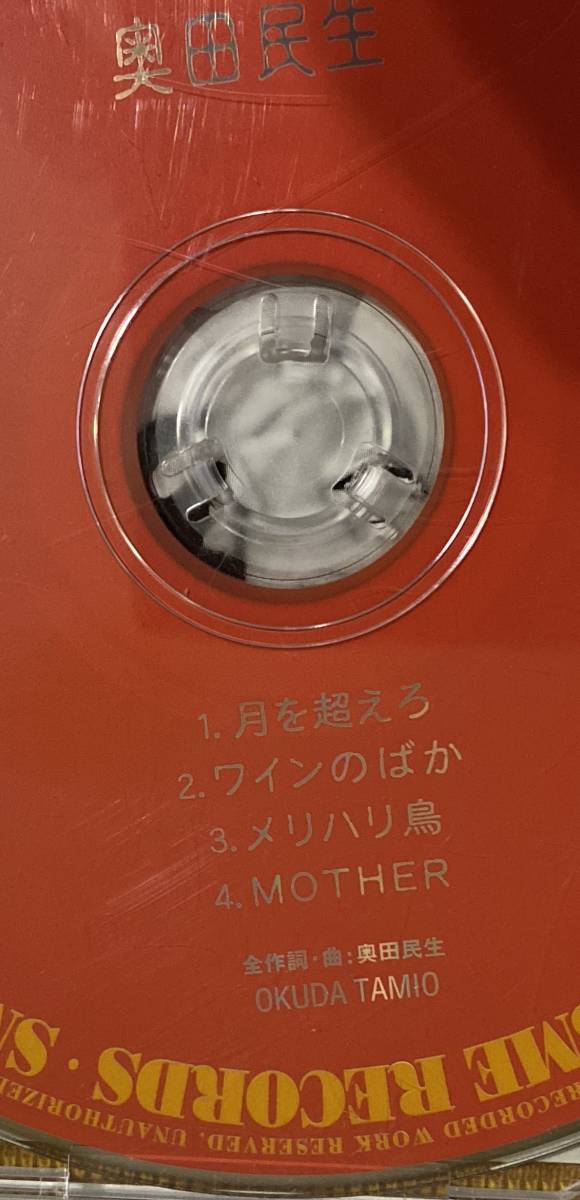 奥田民生
1. 月を超えろ
2. ワインのばか
3. メリハリ鳥
4. MOTHER
全作詞・曲：奥田民生
OKUDA TAMIO
ME RECORDS · SM
RECORDED WORK RESERVED. UNAUTHORIZED